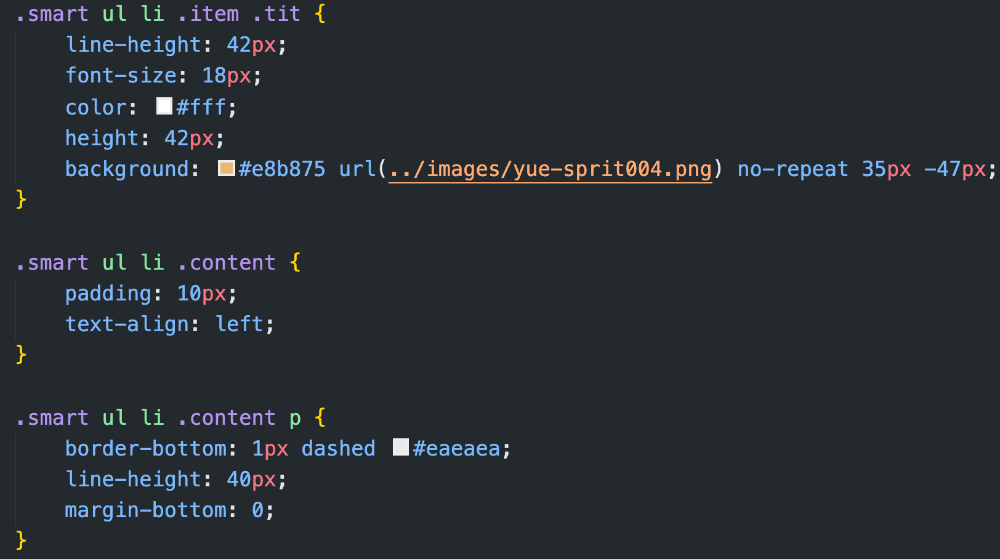 .smart ul li .item .tit {
    line-height: 42px;
    font-size: 18px;
    color: #fff;
    height: 42px;
    background: #e8b875 url(../images/yue-sprit004.png) no-repeat 35px -47px;
}

.smart ul li .content {
    padding: 10px;
    text-align: left;
}

.smart ul li .content p {
    border-bottom: 1px dashed #eaeaea;
    line-height: 40px;
    margin-bottom: 0;
}